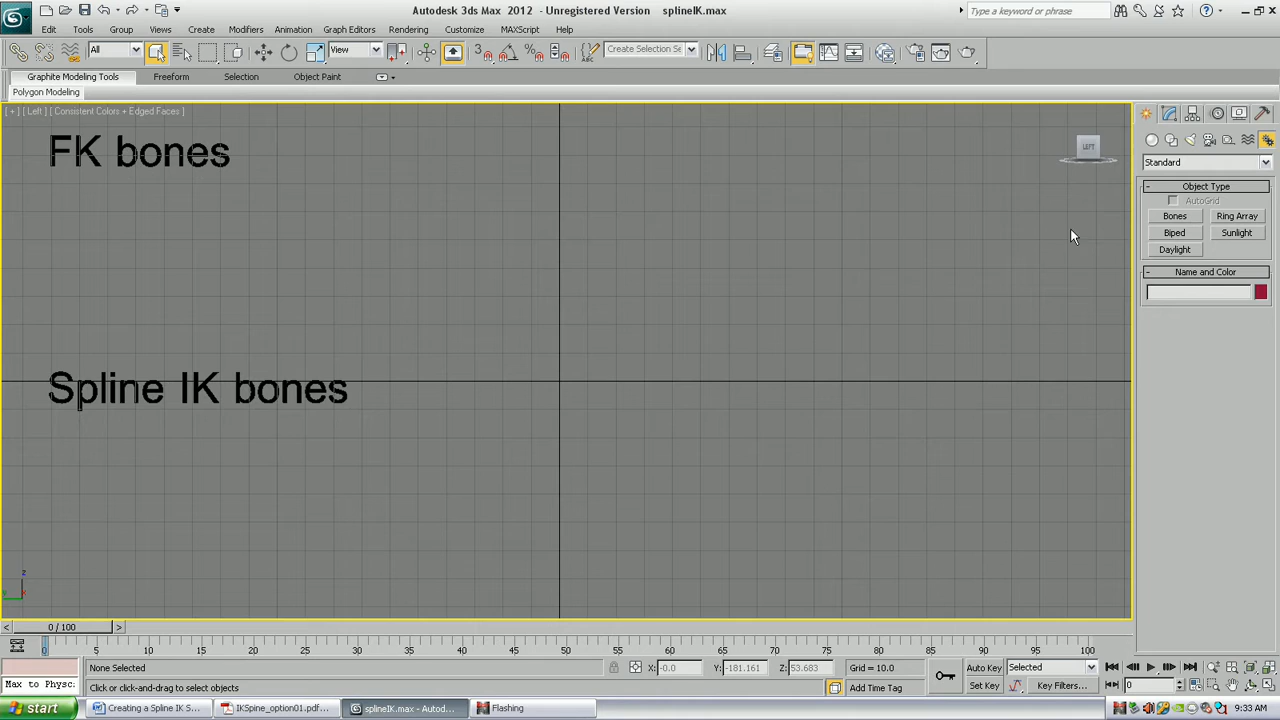 Autodesk 3ds Max 2012 - Unregistered Version splineIK.max
Type a keyword or phrase
Edit Tools Group Views Create Modifiers Animation Graph Editors Rendering Customize MAXScript Help
All View Create Selection Se
Graphite Modeling Tools Freeform Selection Object Paint
Polygon Modeling
[ + ] [ Left ] [ Consistent Colors + Edged Faces ]
FK bones
LEFT
Spline IK bones
Standard
Object Type
AutoGrid
Bones Ring Array
Biped Sunlight
Daylight
Name and Color
0 / 100
0 5 10 15 20 25 30 35 40 45 50 55 60 65 70 75 80 85 90 95 100
None Selected X: -0.0 Y: -181.161 Z: 53.683 Grid = 10.0 Auto Key Selected
Max to Physc: Click or click-and-drag to select objects Add Time Tag Set Key Key Filters... 0
start Creating a Spline IK S... IKSpine_option01.pdf... splineIK.max - Autod... Flashing 9:33 AM